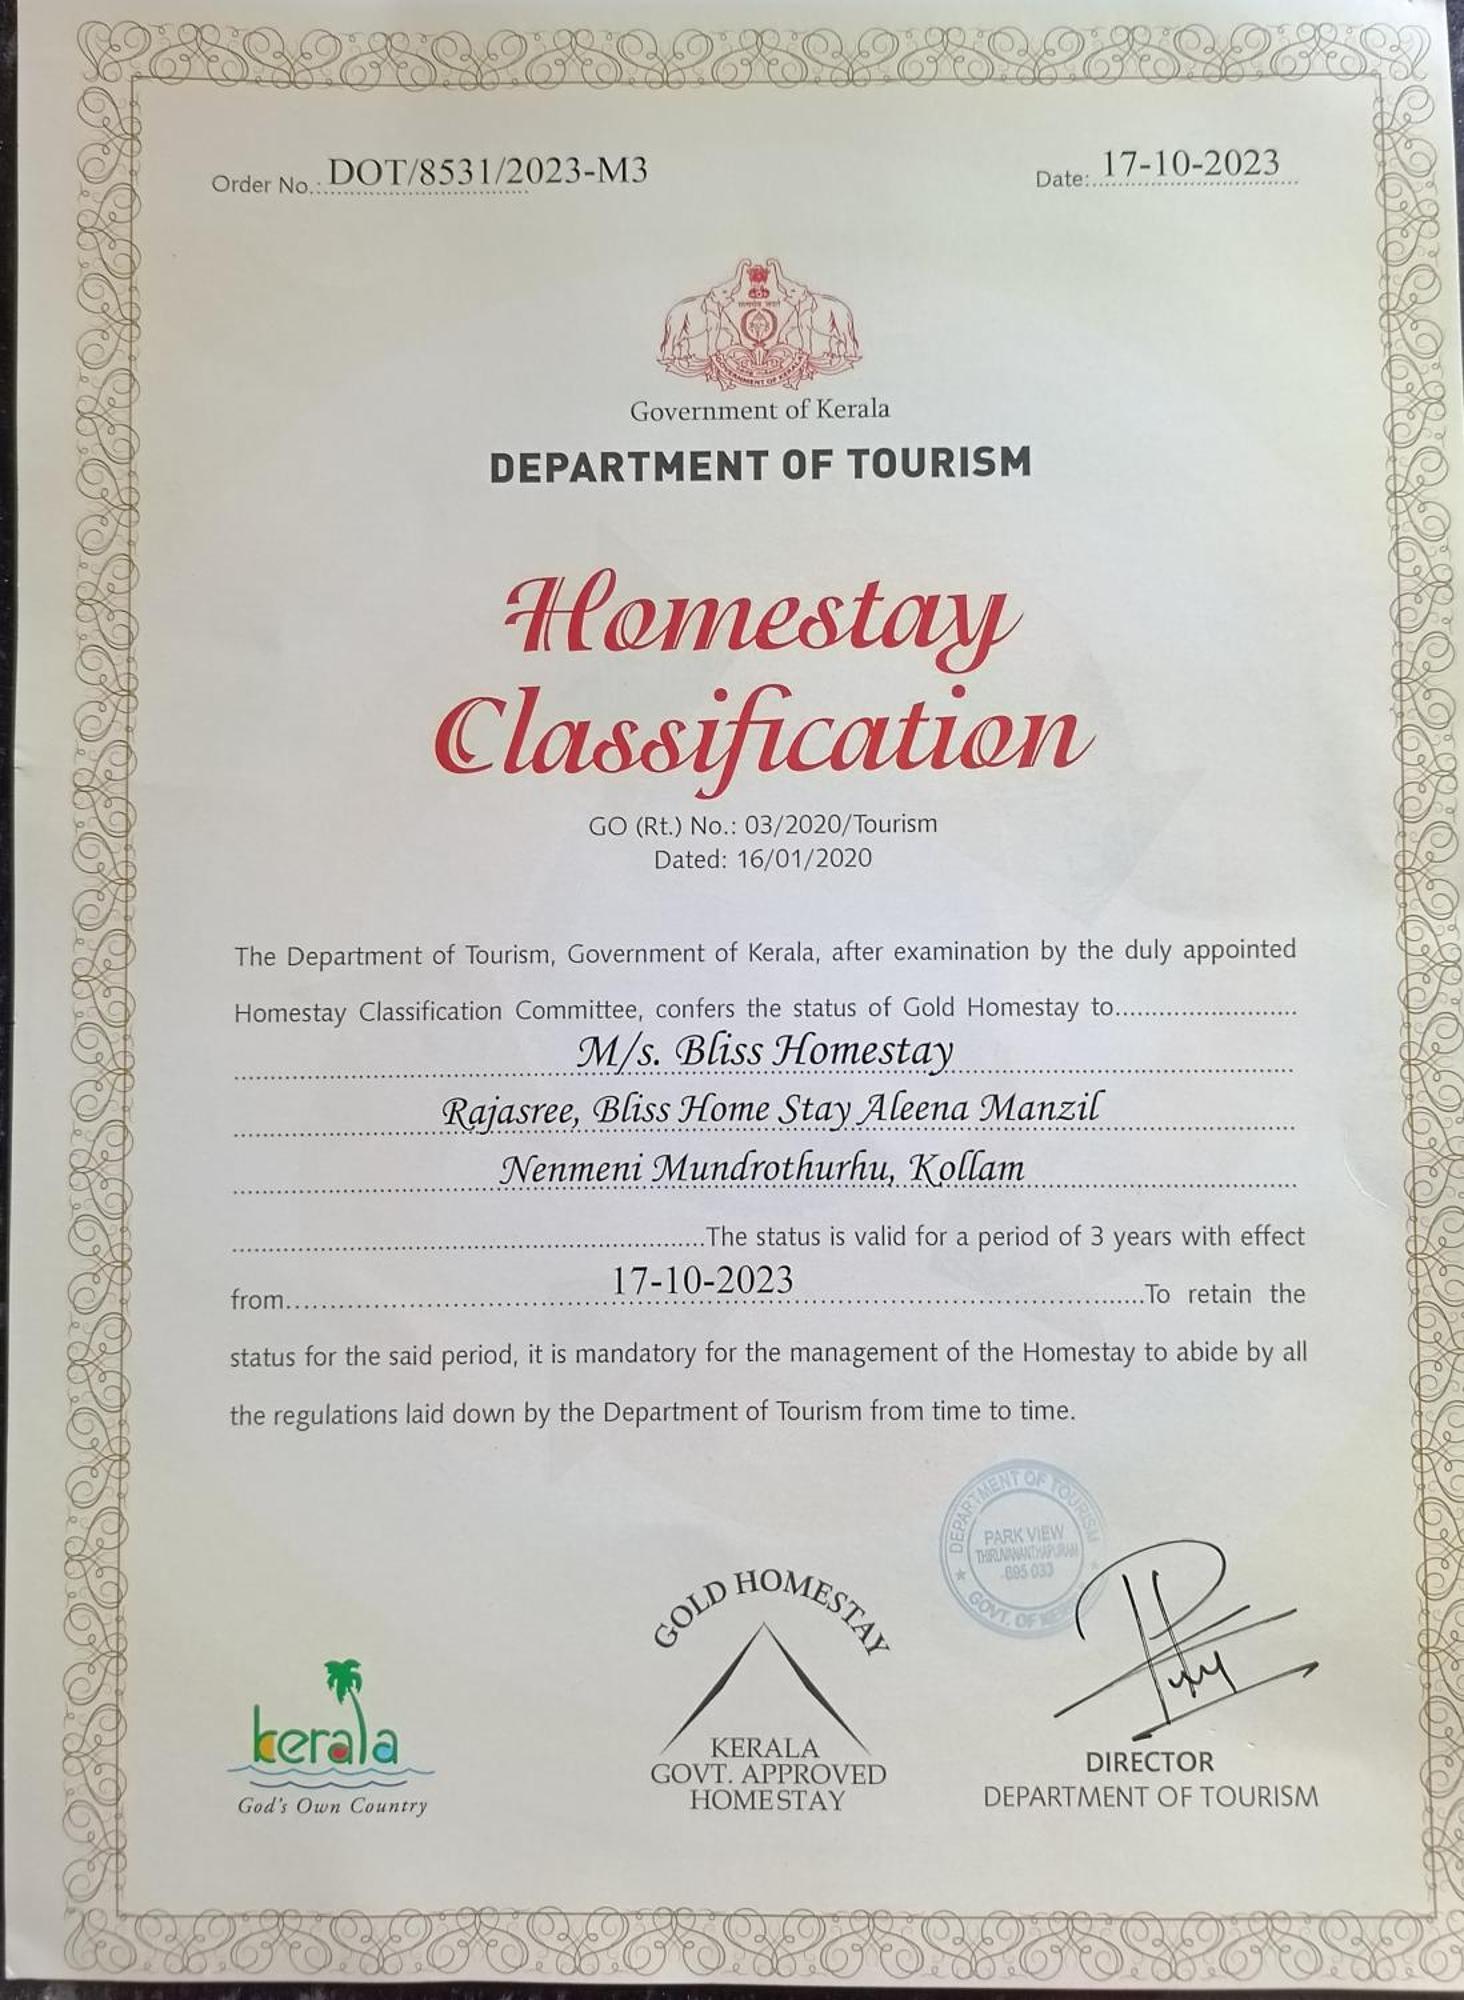 Order No.: DOT/8531/2023-M3
Date: 17-10-2023
GOVERNMENT OF KERALA
Government of Kerala
DEPARTMENT OF TOURISM
Homestay
Classification
GO (Rt.) No.: 03/2020/Tourism
Dated: 16/01/2020
The Department of Tourism, Government of Kerala, after examination by the duly appointed
Homestay Classification Committee, confers the status of Gold Homestay to
M/s. Bliss Homestay
Rajasree, Bliss Home Stay Aleena Manzil
Nenmeni Mundrothurhu, Kollam
The status is valid for a period of 3 years with effect
from 17-10-2023 To retain the
status for the said period, it is mandatory for the management of the Homestay to abide by all
the regulations laid down by the Department of Tourism from time to time.
DEPARTMENT OF TOURISM
PARK VIEW
THIRUVANANTHAPURAM
695 033
GOVT. OF KERALA
GOLD HOMESTAY
KERALA
GOVT. APPROVED
HOMESTAY
kerala
God's Own Country
DIRECTOR
DEPARTMENT OF TOURISM